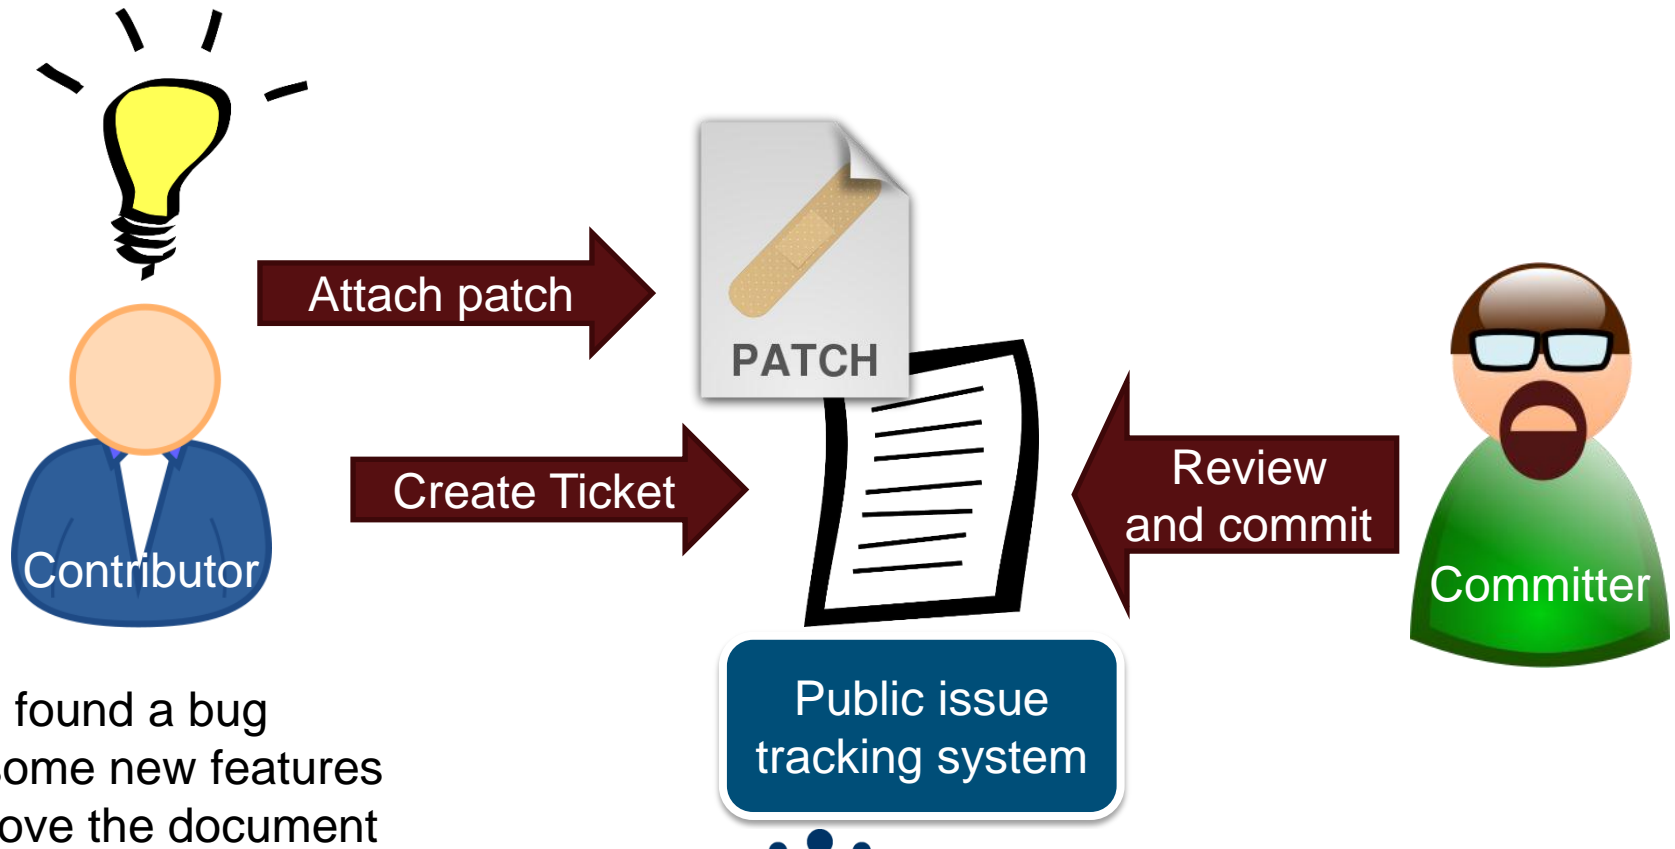 Attach patch
PATCH
Create Ticket
Review
and commit
Contributor
Committer
Public issue
tracking system
found a bug
some new features
ove the document